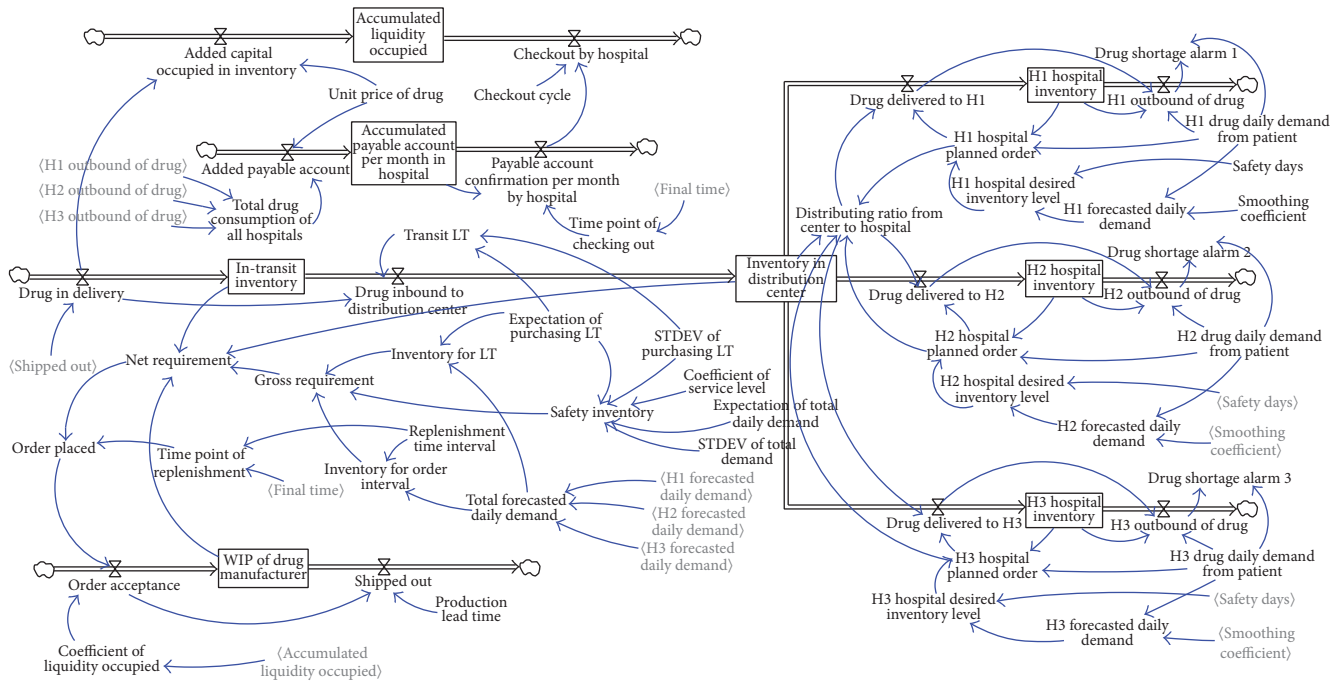 Accumulated
liquidity
occupied
Added capital
occupied in inventory
Checkout by hospital
Unit price of drug
Checkout cycle
Accumulated
payable account
per month in
hospital
Added payable account
Payable account
confirmation per month
by hospital
⟨H1 outbound of drug⟩
⟨H2 outbound of drug⟩
⟨H3 outbound of drug⟩
Total drug
consumption of
all hospitals
⟨Final time⟩
Time point of
checking out
Transit LT
In-transit
inventory
Drug in delivery
Drug inbound to
distribution center
Inventory in
distribution
center
⟨Shipped out⟩
Net requirement
Expectation of
purchasing LT
STDEV of
purchasing LT
Inventory for LT
Gross requirement
Coefficient of
service level
Safety inventory
Expectation of total
daily demand
STDEV of total
demand
Order placed
Time point of
replenishment
Replenishment
time interval
⟨Final time⟩
Inventory for order
interval
Total forecasted
daily demand
⟨H1 forecasted
daily demand⟩
⟨H2 forecasted
daily demand⟩
⟨H3 forecasted
daily demand⟩
WIP of drug
manufacturer
Order acceptance
Shipped out
Production
lead time
Coefficient of
liquidity occupied
⟨Accumulated
liquidity occupied⟩
Drug shortage alarm 1
H1 hospital
inventory
Drug delivered to H1
H1 outbound of drug
H1 drug daily demand
from patient
H1 hospital
planned order
Safety days
H1 hospital desired
inventory level
H1 forecasted daily
demand
Smoothing
coefficient
Distributing ratio from
center to hospital
Drug shortage alarm 2
H2 hospital
inventory
Drug delivered to H2
H2 outbound of drug
H2 drug daily demand
from patient
H2 hospital
planned order
H2 hospital desired
inventory level
⟨Safety days⟩
H2 forecasted daily
demand
⟨Smoothing
coefficient⟩
Drug shortage alarm 3
H3 hospital
inventory
Drug delivered to H3
H3 outbound of drug
H3 drug daily demand
from patient
H3 hospital
planned order
H3 hospital desired
inventory level
⟨Safety days⟩
H3 forecasted daily
demand
⟨Smoothing
coefficient⟩